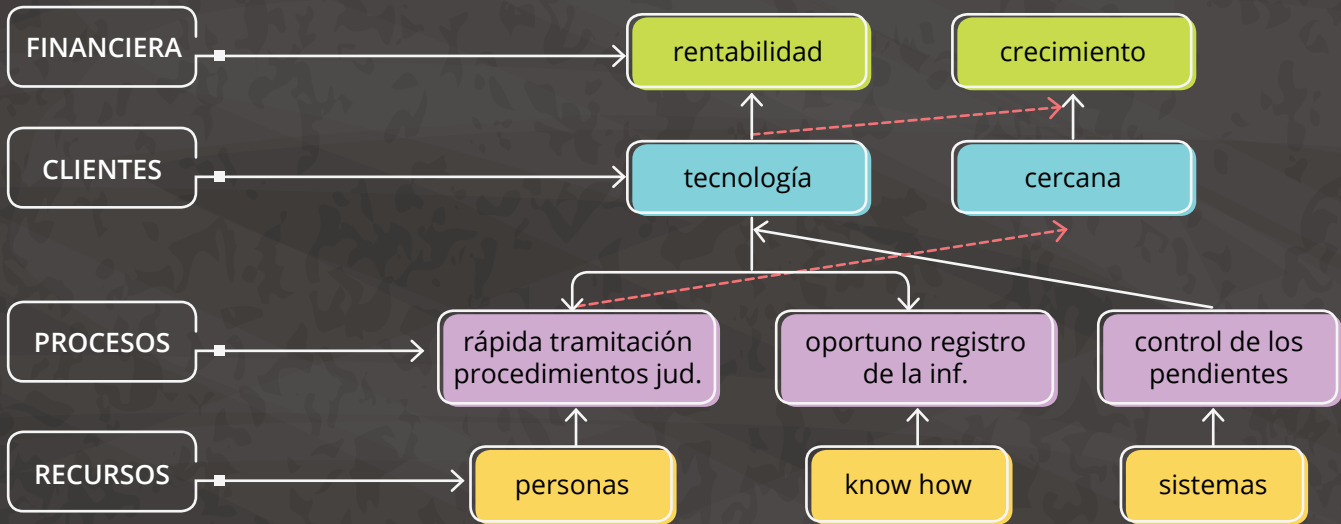 FINANCIERA
rentabilidad
crecimiento
CLIENTES
tecnología
cercana
PROCESOS
rápida tramitación
procedimientos jud.
oportuno registro
de la inf.
control de los
pendientes
RECURSOS
personas
know how
sistemas